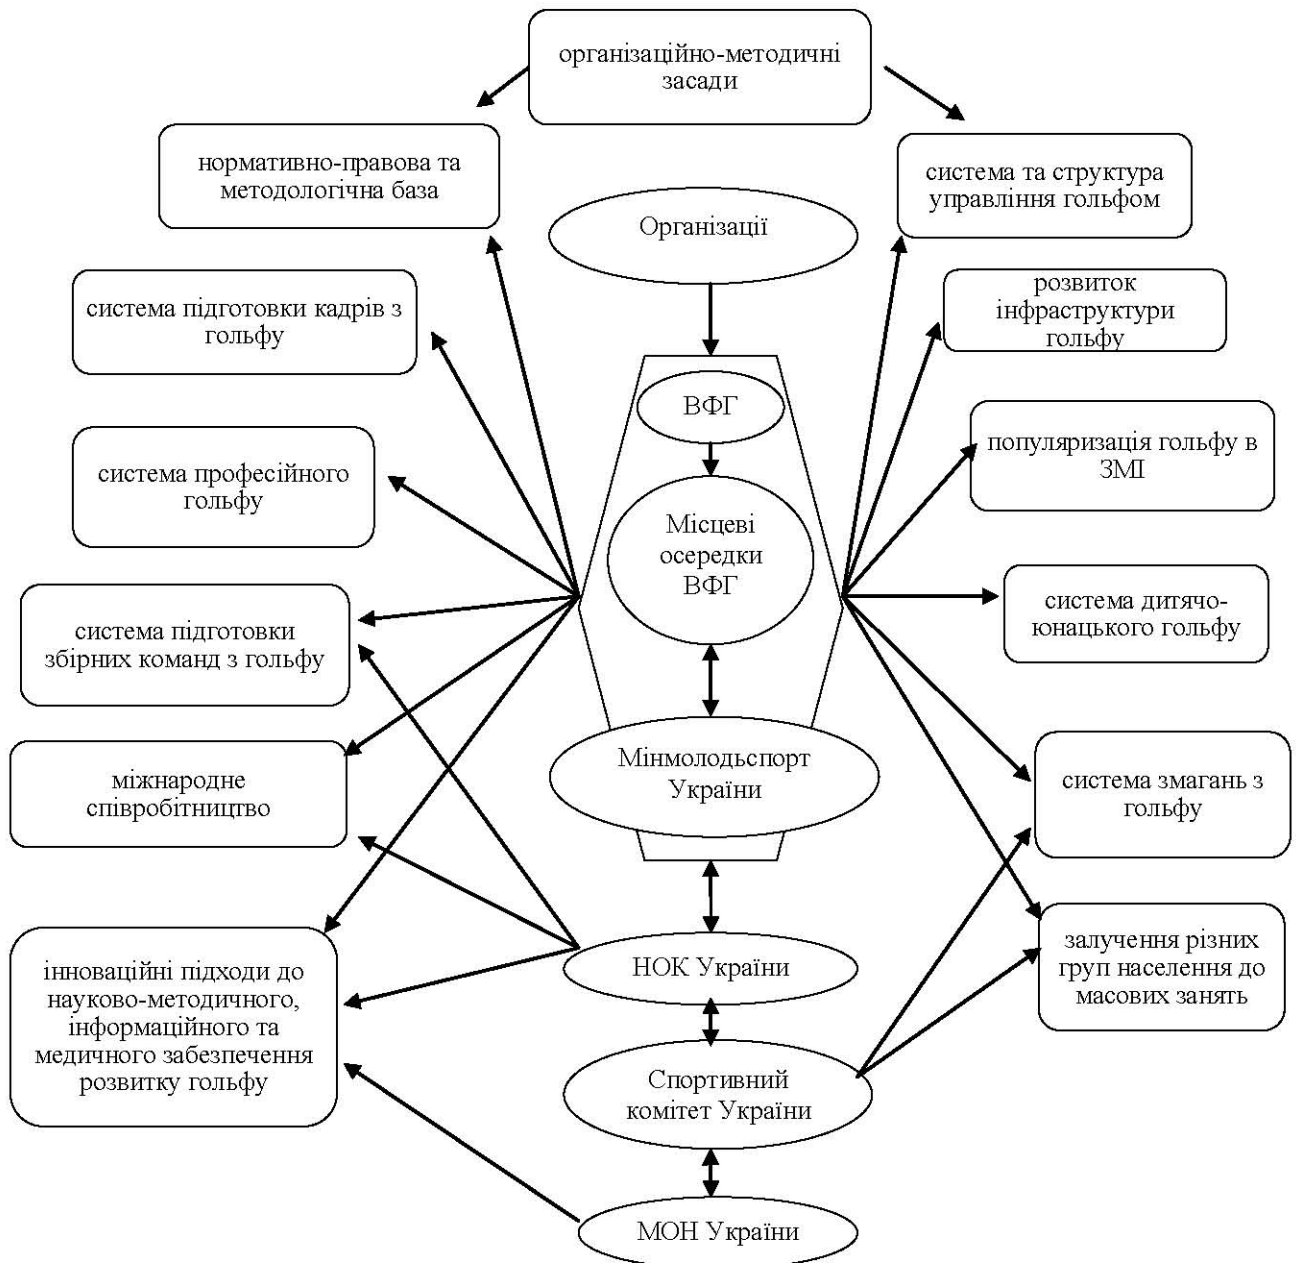 організаційно-методичні
засади
нормативно-правова та
методологічна база
система та структура
управління гольфом
Організації
система підготовки кадрів з
гольфу
розвиток
інфраструктури
гольфу
ВФГ
популяризація гольфу в
ЗМІ
система професійного
гольфу
Місцеві
осередки
ВФГ
система дитячо-
юнацького гольфу
система підготовки
збірних команд з гольфу
Мінмолодьспорт
України
міжнародне
співробітництво
система змагань з
гольфу
НОК України
залучення різних
груп населення до
масових занять
інноваційні підходи до
науково-методичного,
інформаційного та
медичного забезпечення
розвитку гольфу
Спортивний
комітет України
МОН України